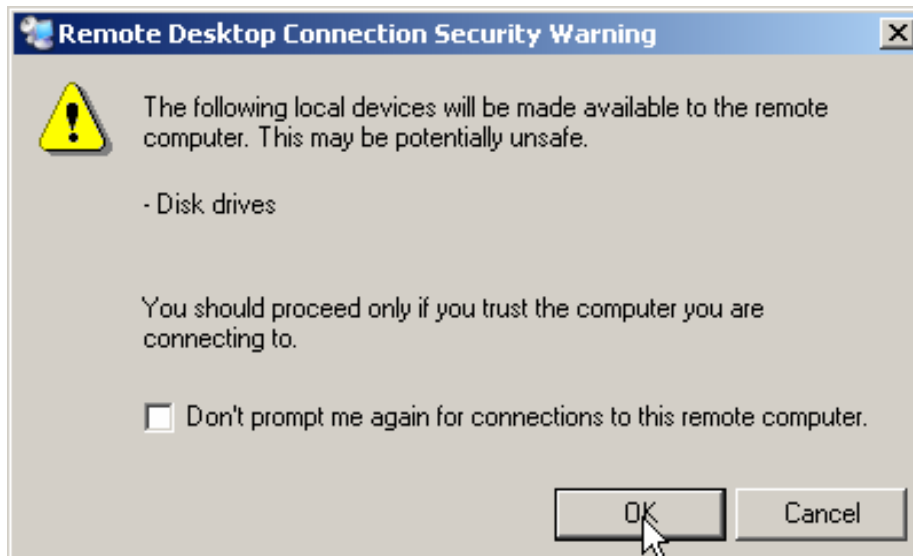 Remote Desktop Connection Security Warning
The following local devices will be made available to the remote
computer. This may be potentially unsafe.
- Disk drives
You should proceed only if you trust the computer you are
connecting to.
Don't prompt me again for connections to this remote computer.
OK Cancel